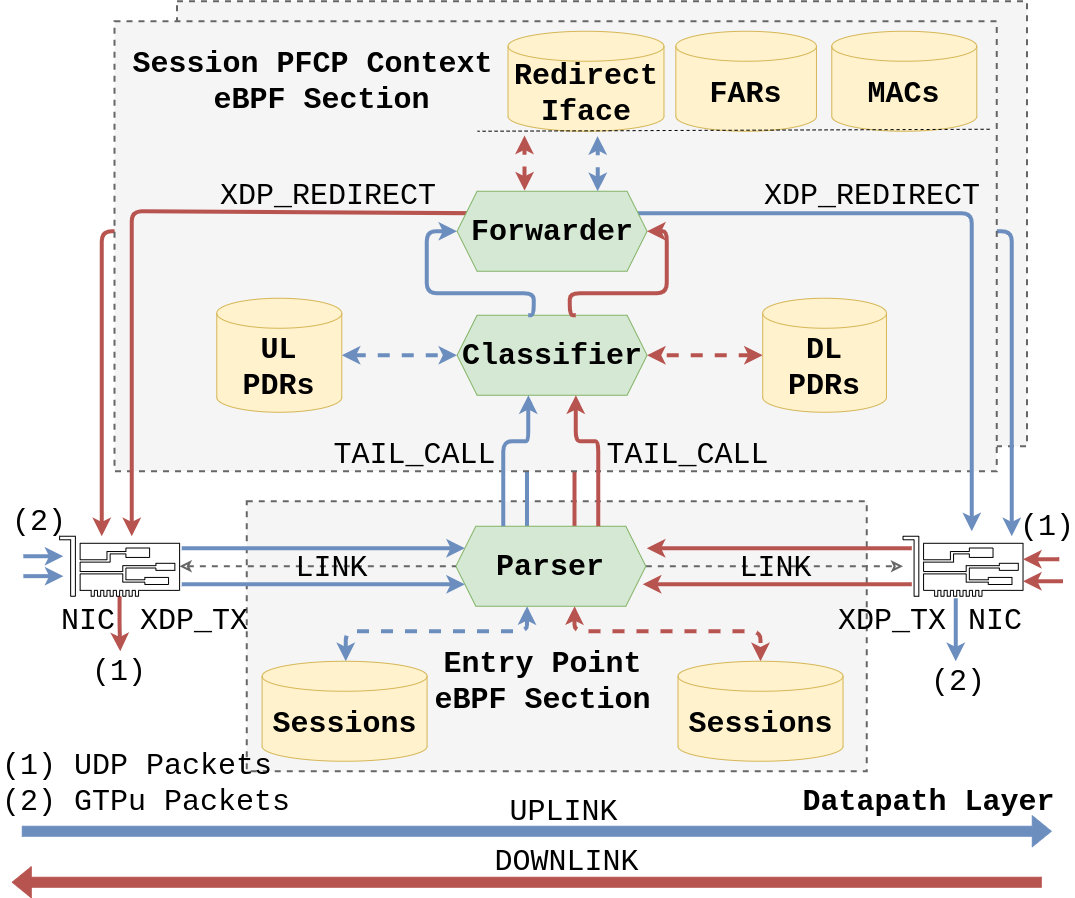 Session PFCP Context
eBPF Section
Redirect
Iface
FARs
MACs
XDP_REDIRECT
XDP_REDIRECT
Forwarder
UL
PDRs
Classifier
DL
PDRs
TAIL_CALL
TAIL_CALL
(2)
(1)
LINK
Parser
LINK
NIC
XDP_TX
XDP_TX
NIC
(1)
(2)
Entry Point
eBPF Section
Sessions
Sessions
(1) UDP Packets
(2) GTPu Packets
UPLINK
Datapath Layer
DOWNLINK